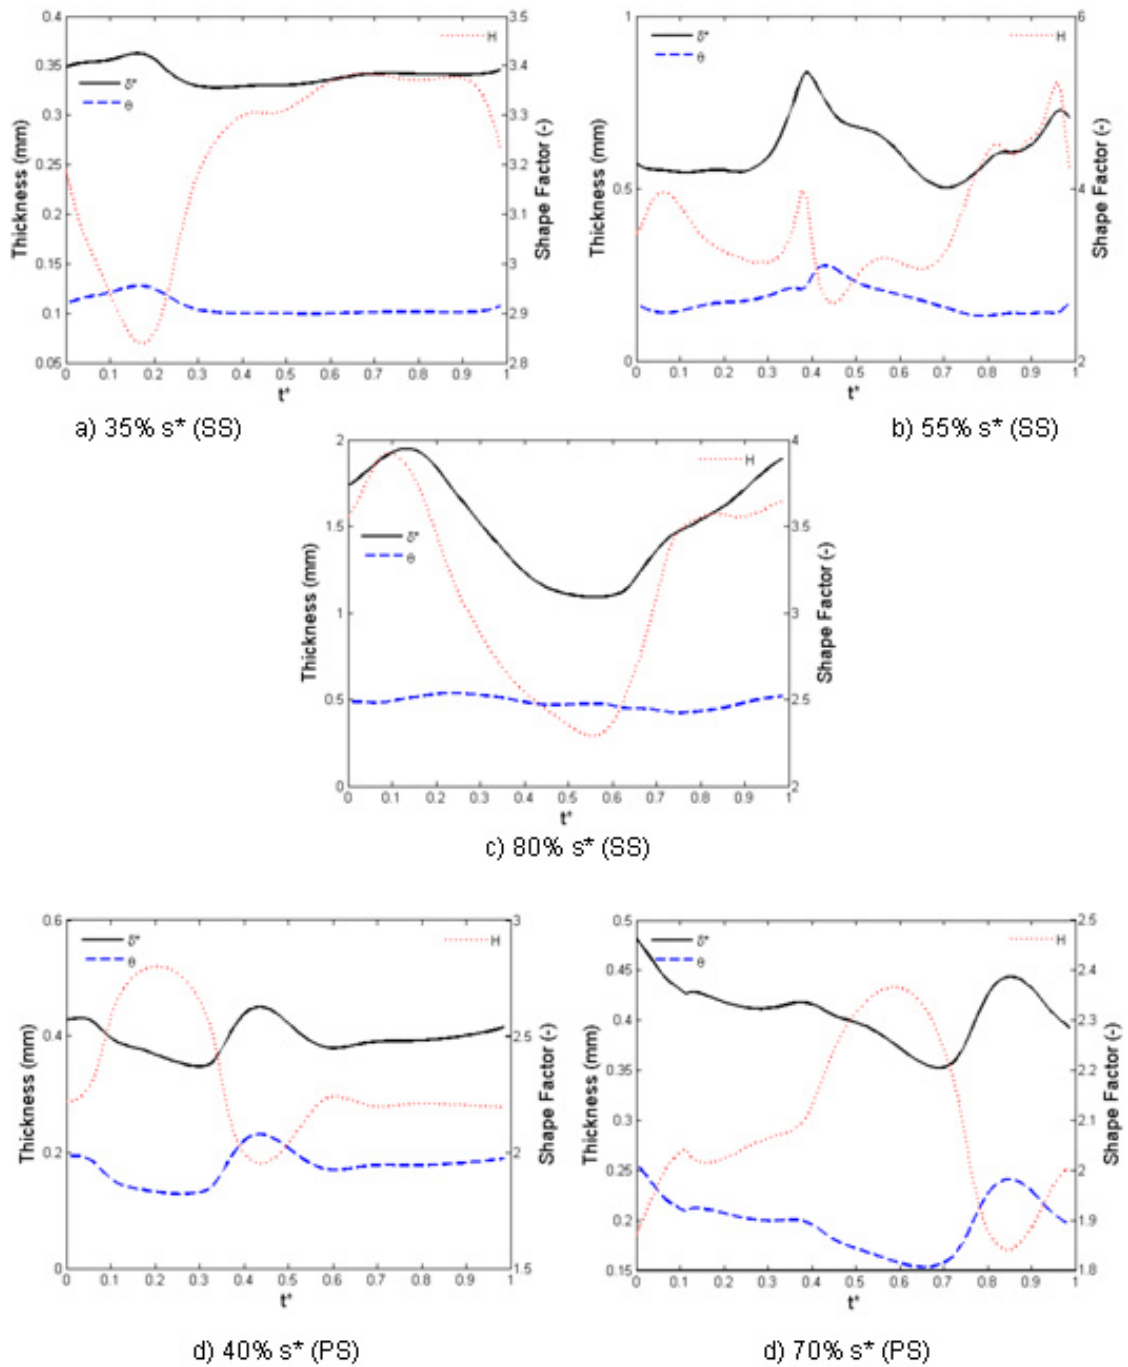 0.4
0.35
0.3
0.25
0.2
0.15
0.1
0.05
Thickness (mm)
δ*
θ
H
3.5
3.4
3.3
3.2
3.1
3
2.9
2.8
Shape Factor (-)
0 0.1 0.2 0.3 0.4 0.5 0.6 0.7 0.8 0.9 1
t*
a) 35% s* (SS)
1
0.5
0
Thickness (mm)
δ*
θ
H
6
4
2
Shape Factor (-)
0 0.1 0.2 0.3 0.4 0.5 0.6 0.7 0.8 0.9 1
t*
b) 55% s* (SS)
2
1.5
1
0.5
0
Thickness (mm)
δ*
θ
H
4
3.5
3
2.5
2
Shape Factor (-)
0 0.1 0.2 0.3 0.4 0.5 0.6 0.7 0.8 0.9 1
t*
c) 80% s* (SS)
0.6
0.4
0.2
0
Thickness (mm)
δ*
θ
H
3
2.5
2
1.5
Shape Factor (-)
0 0.1 0.2 0.3 0.4 0.5 0.6 0.7 0.8 0.9 1
t*
d) 40% s* (PS)
0.5
0.45
0.4
0.35
0.3
0.25
0.2
0.15
Thickness (mm)
δ*
θ
H
2.5
2.4
2.3
2.2
2.1
2
1.9
1.8
Shape Factor (-)
0 0.1 0.2 0.3 0.4 0.5 0.6 0.7 0.8 0.9 1
t*
d) 70% s* (PS)